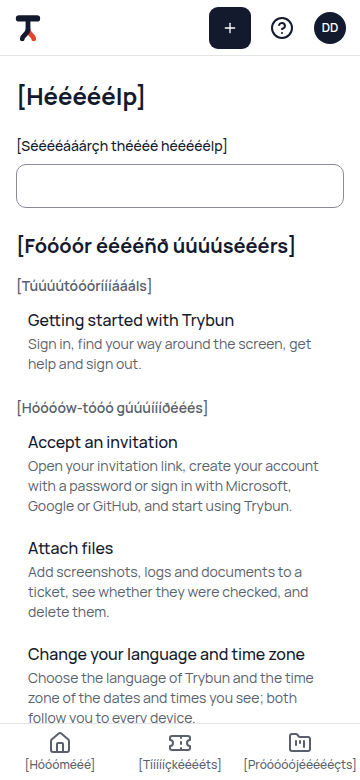 DD
[Hééééélp]
[Séééééááárçh théééé hééééélp]
[Fóóóór ééééñð úúúúsééérs]
[Túúúútóóóríííáááls]
Getting started with Trybun
Sign in, find your way around the screen, get
help and sign out.
[Hóóóów-tóóó gúúúíííðééés]
Accept an invitation
Open your invitation link, create your account
with a password or sign in with Microsoft,
Google or GitHub, and start using Trybun.
Attach files
Add screenshots, logs and documents to a
ticket, see whether they were checked, and
delete them.
Change your language and time zone
Choose the language of Trybun and the time
zone of the dates and times you see; both
follow you to every device.
[Hóóómééé] [Tííííîçkéééëts] [Próóóóójééééëçts]